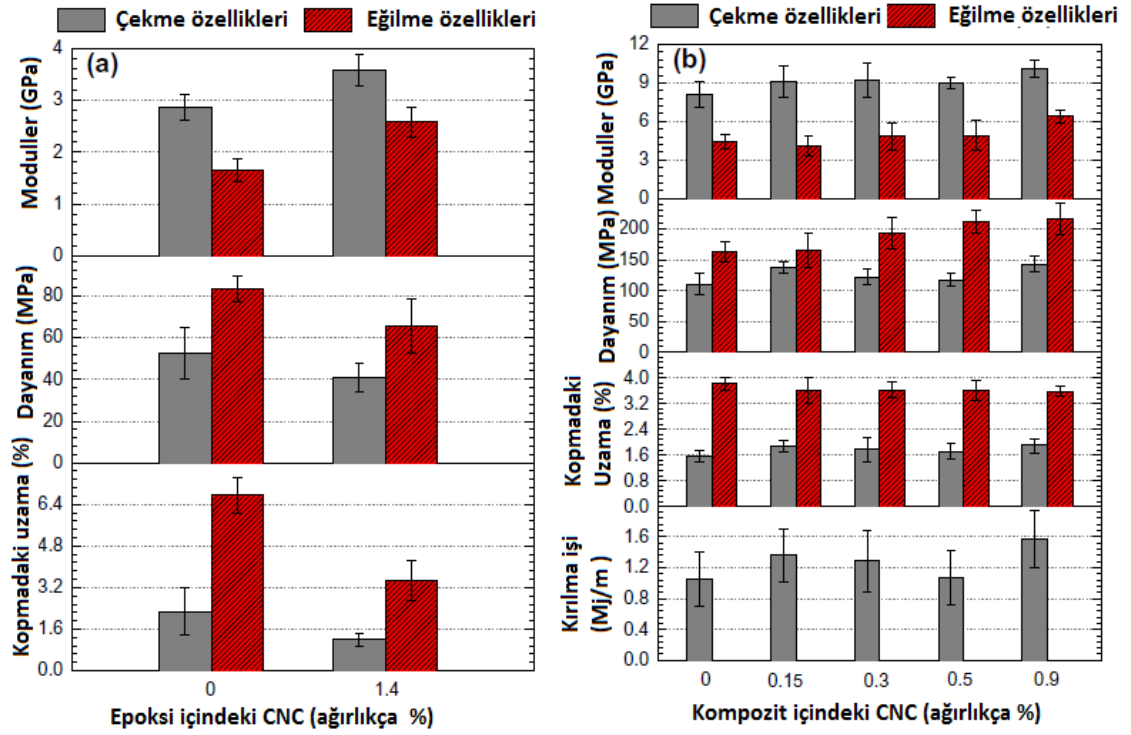 Çekme özellikleri Eğilme özellikleri
(a)
Moduller (GPa)
4
3
2
1
0
Dayanım (MPa)
80
60
40
20
0
Kopmadaki uzama (%)
6.4
4.8
3.2
1.6
0.0
0 1.4
Epoksi içindeki CNC (ağırlıkça %)
Çekme özellikleri Eğilme özellikleri
(b)
Moduller (GPa)
12
9
6
3
0
Dayanım (MPa)
200
150
100
50
0
Kopmadaki
Uzama (%)
4.0
3.2
2.4
1.6
0.8
0.0
Kırılma işi
(Mj/m )
1.6
1.2
0.8
0.4
0.0
0 0.15 0.3 0.5 0.9
Kompozit içindeki CNC (ağırlıkça %)